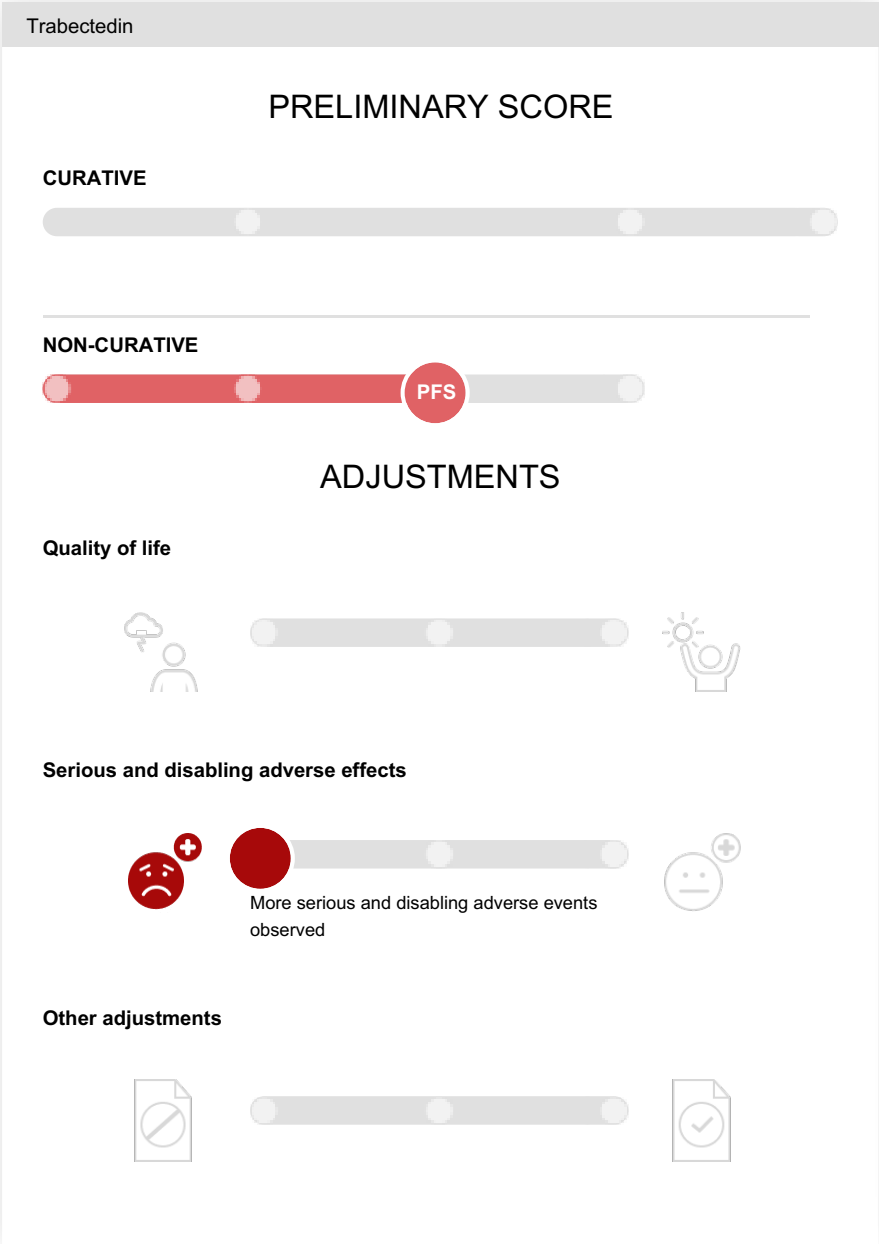 Trabectedin
PRELIMINARY SCORE
CURATIVE
NON-CURATIVE
PFS
ADJUSTMENTS
Quality of life
Serious and disabling adverse effects
More serious and disabling adverse events
observed
Other adjustments